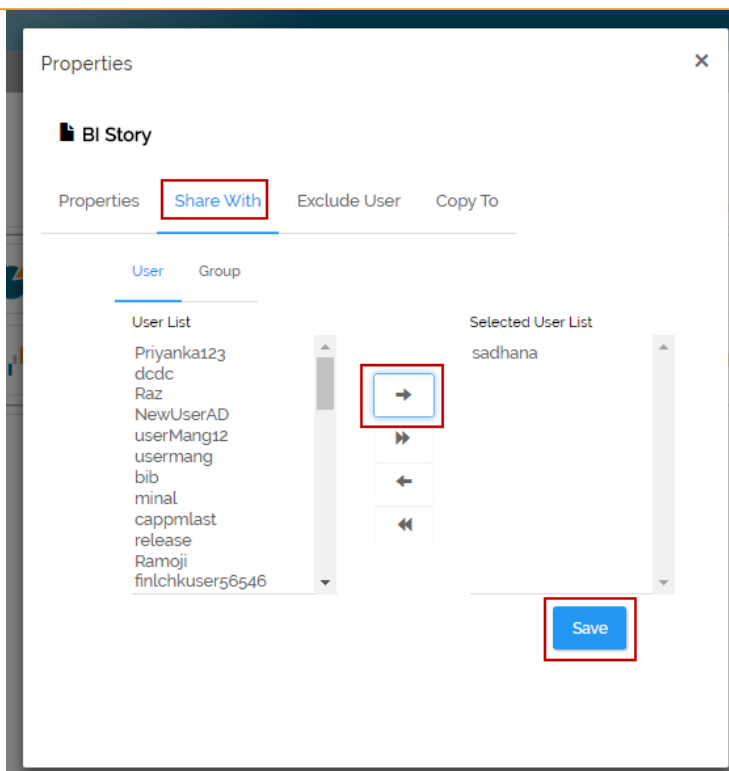 Properties
×
BI Story
Properties Share With Exclude User Copy To
User Group
User List
Priyanka123
dcdc
Raz
NewUserAD
userMang12
usermang
bib
minal
cappmlast
release
Ramoji
finlchkuser56546
Selected User List
sadhana
Save